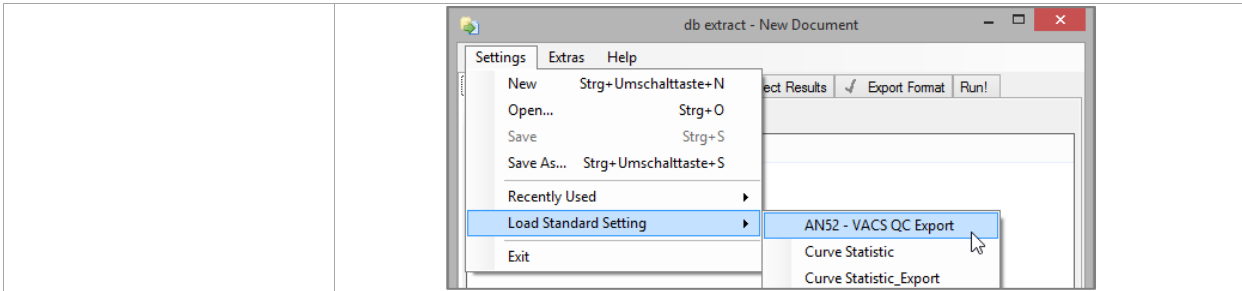 db extract - New Document
Settings Extras Help
New Strg+Umschalttaste+N
ect Results √ Export Format Run!
Open... Strg+O
Save Strg+S
Save As... Strg+Umschalttaste+S
Recently Used
Load Standard Setting
AN52 - VACS QC Export
Curve Statistic
Exit
Curve Statistic_Export